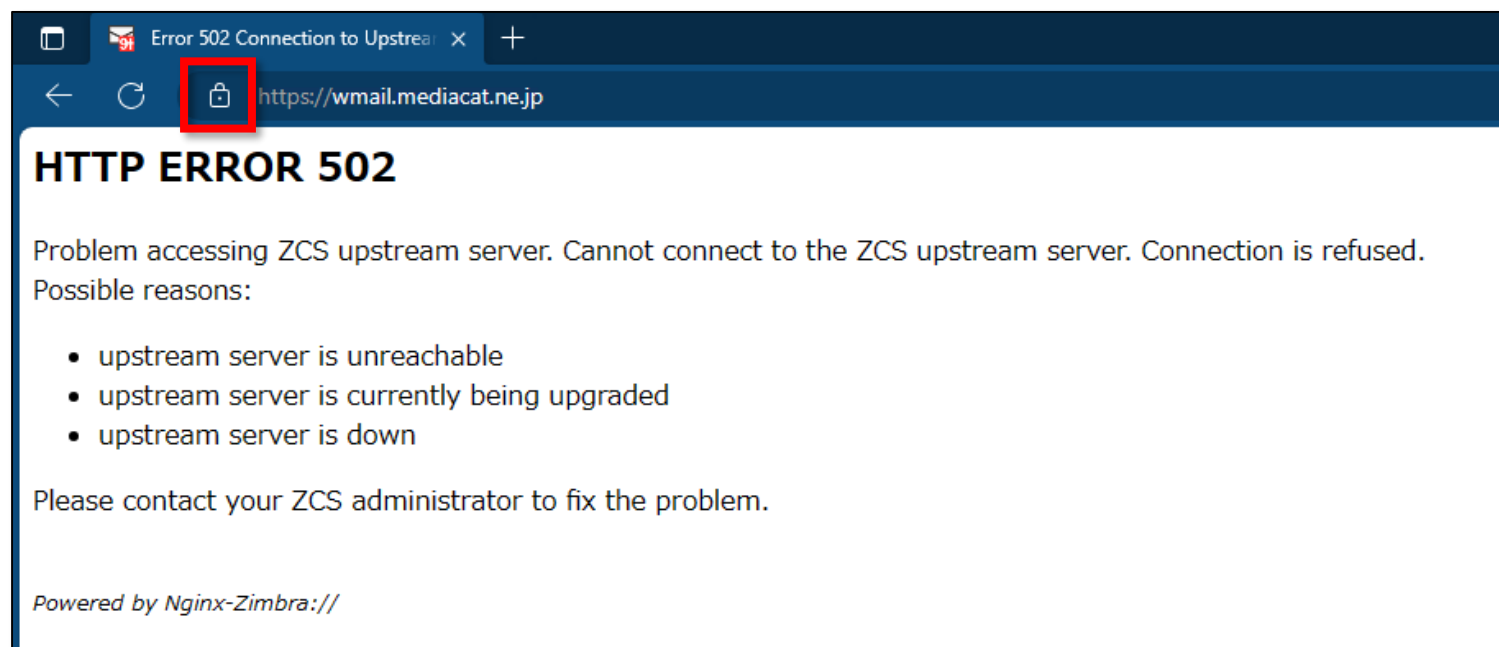 Error 502 Connection to Upstrear
https://wmail.mediacat.ne.jp
HTTP ERROR 502
Problem accessing ZCS upstream server. Cannot connect to the ZCS upstream server. Connection is refused.
Possible reasons:
• upstream server is unreachable
• upstream server is currently being upgraded
• upstream server is down
Please contact your ZCS administrator to fix the problem.
Powered by Nginx-Zimbra://